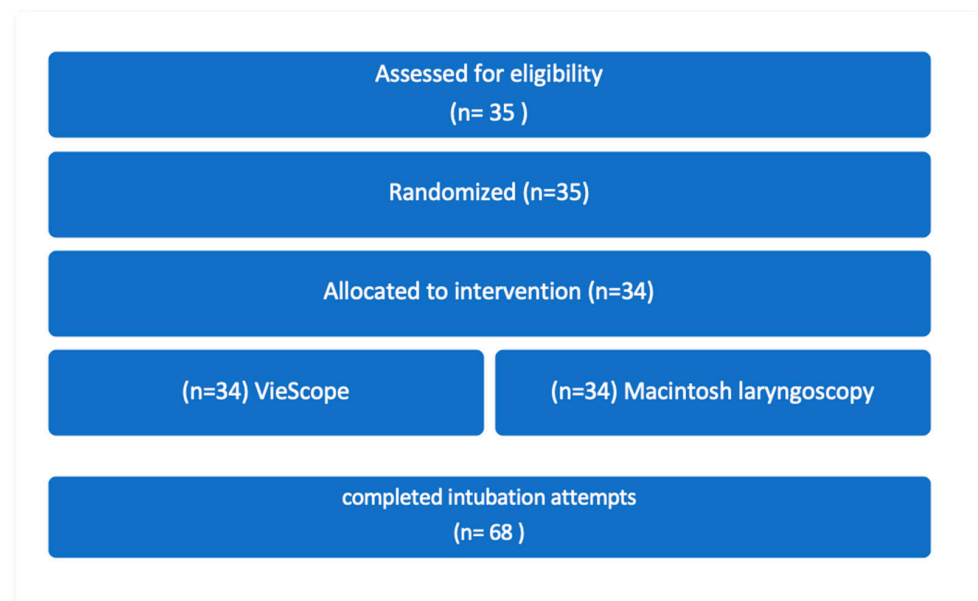 Assessed for eligibility
(n= 35 )
Randomized (n=35)
Allocated to intervention (n=34)
(n=34) VieScope
(n=34) Macintosh laryngoscopy
completed intubation attempts
(n= 68 )